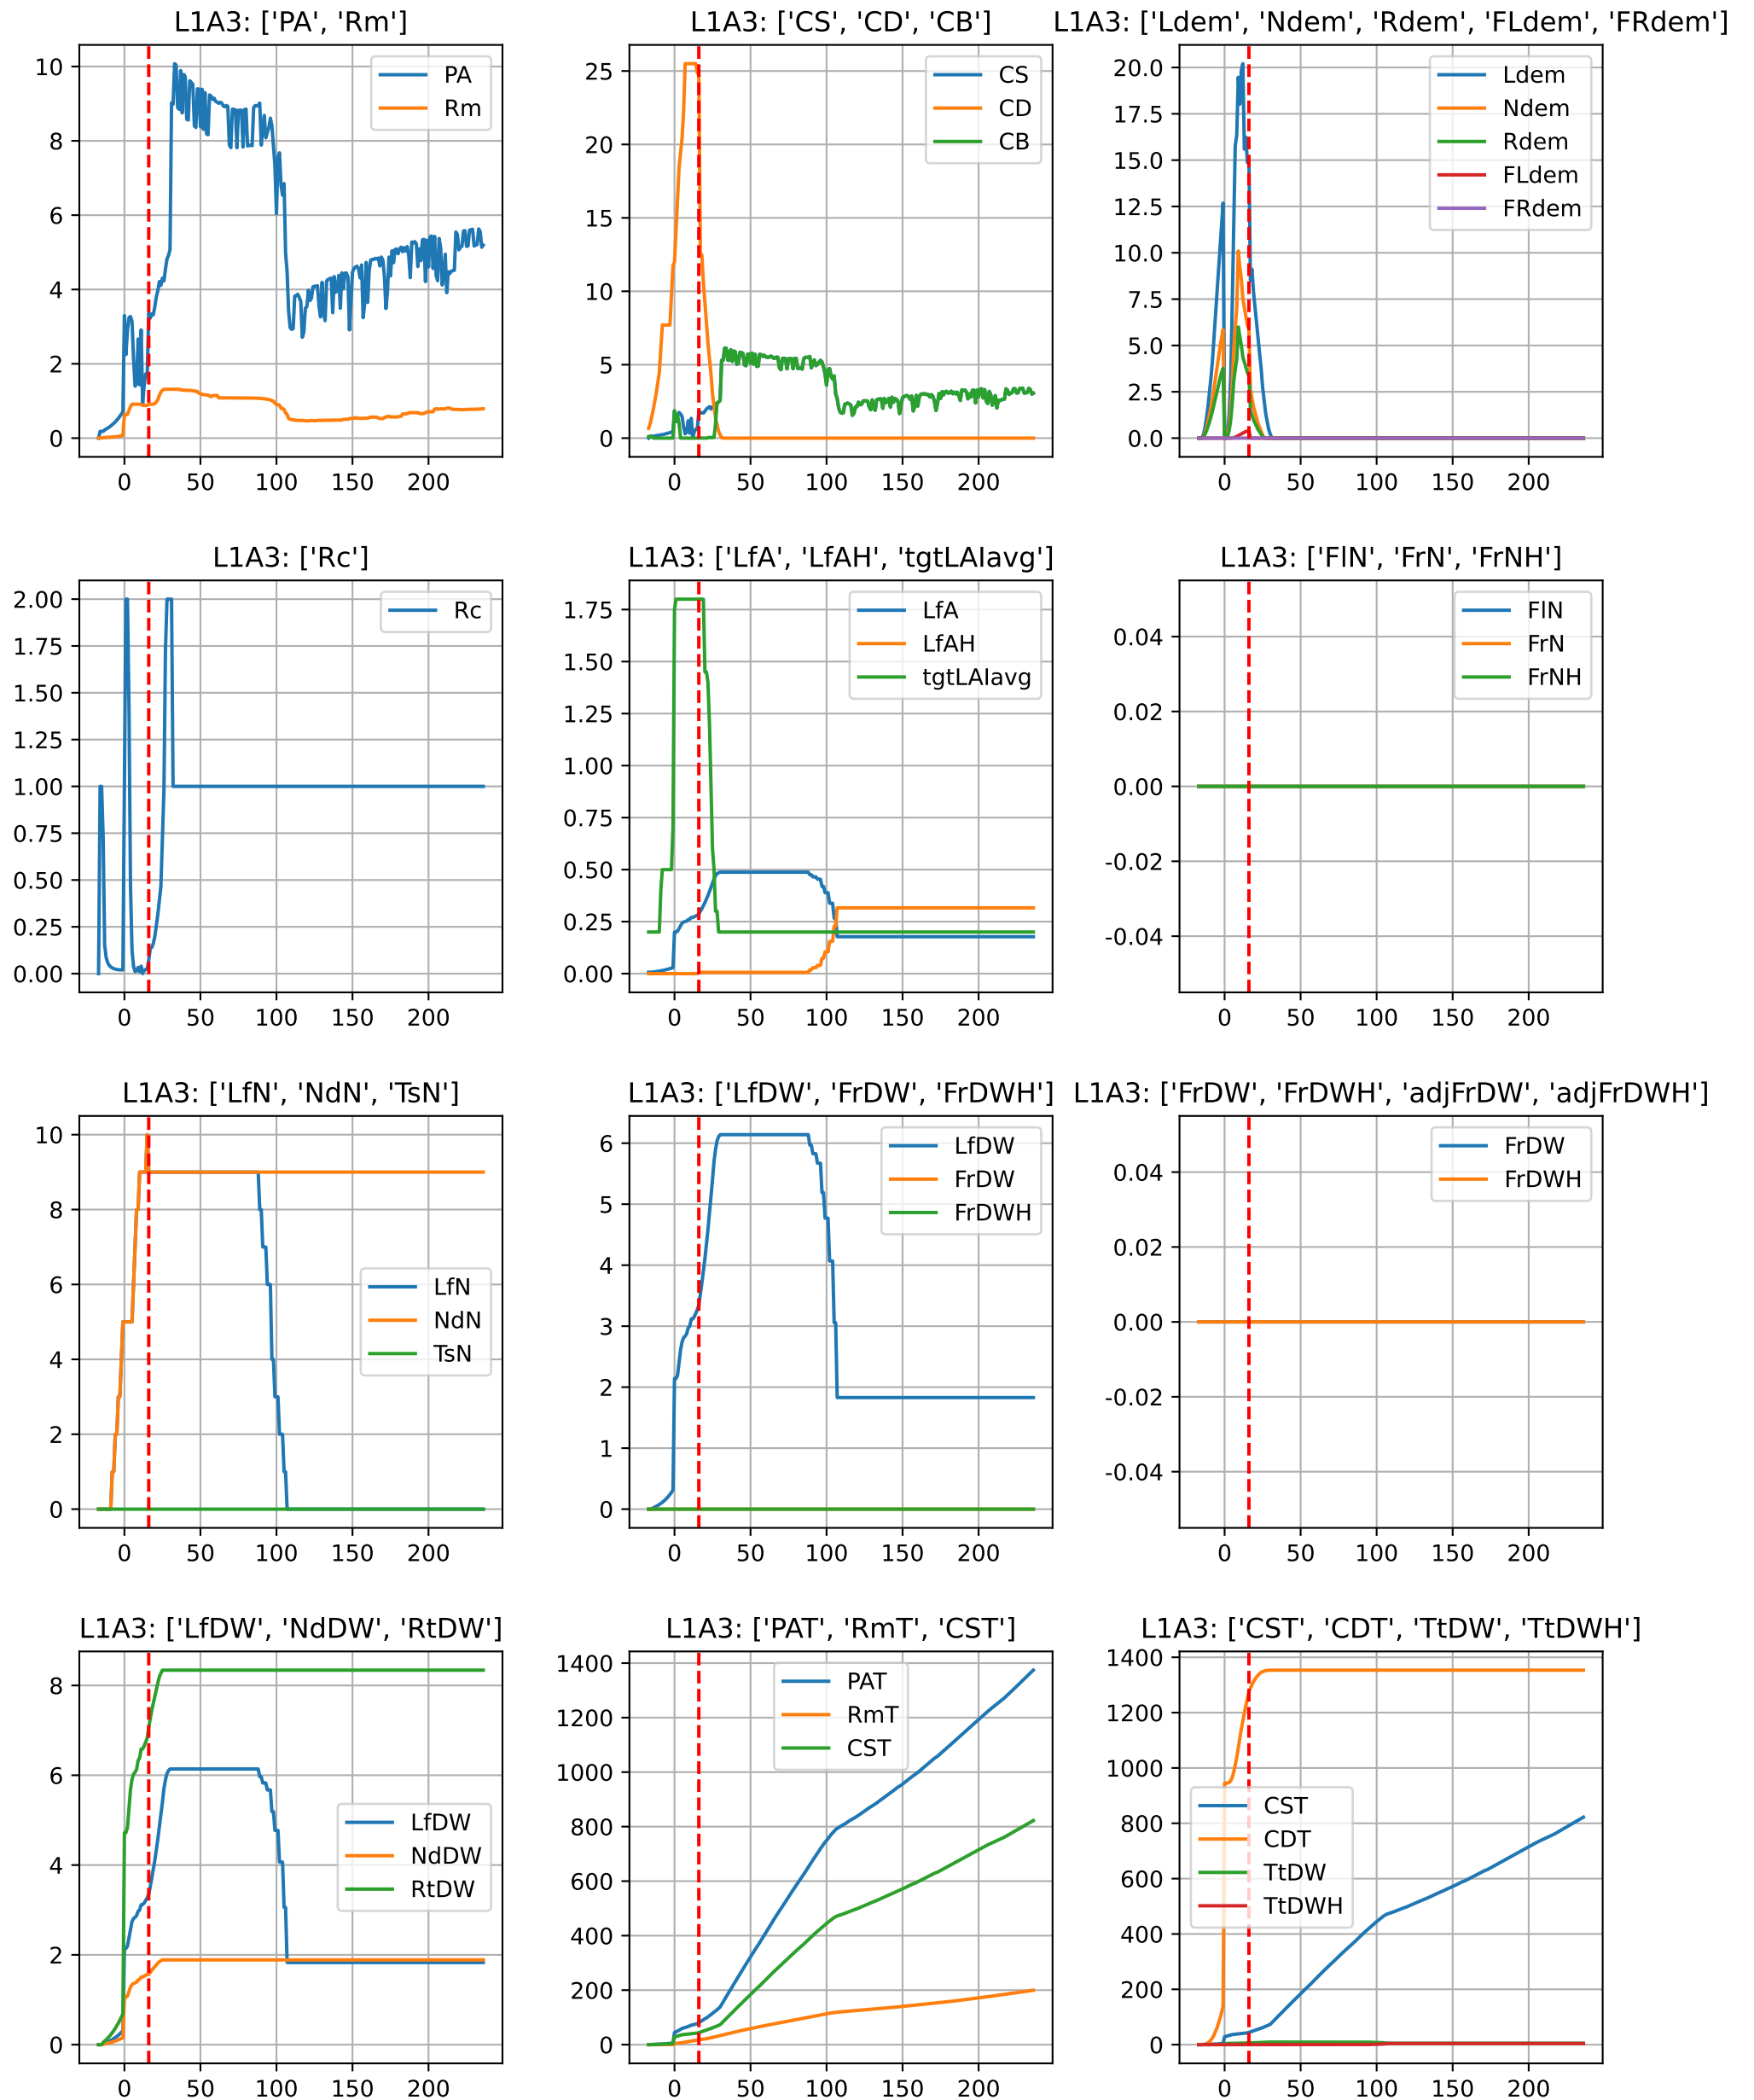 L1A3: ['PA', 'Rm']
10
8
6
4
2
0
0 50 100 150 200
PA
Rm
L1A3: ['CS', 'CD', 'CB']
25
20
15
10
5
0
0 50 100 150 200
CS
CD
CB
L1A3: ['Ldem', 'Ndem', 'Rdem', 'FLdem', 'FRdem']
20.0
17.5
15.0
12.5
10.0
7.5
5.0
2.5
0.0
0 50 100 150 200
Ldem
Ndem
Rdem
FLdem
FRdem
L1A3: ['Rc']
2.00
1.75
1.50
1.25
1.00
0.75
0.50
0.25
0.00
0 50 100 150 200
Rc
L1A3: ['LfA', 'LfAH', 'tgtLAIavg']
1.75
1.50
1.25
1.00
0.75
0.50
0.25
0.00
0 50 100 150 200
LfA
LfAH
tgtLAIavg
L1A3: ['FlN', 'FrN', 'FrNH']
0.04
0.02
0.00
-0.02
-0.04
0 50 100 150 200
FlN
FrN
FrNH
L1A3: ['LfN', 'NdN', 'TsN']
10
8
6
4
2
0
0 50 100 150 200
LfN
NdN
TsN
L1A3: ['LfDW', 'FrDW', 'FrDWH']
6
5
4
3
2
1
0
0 50 100 150 200
LfDW
FrDW
FrDWH
L1A3: ['FrDW', 'FrDWH', 'adjFrDW', 'adjFrDWH']
0.04
0.02
0.00
-0.02
-0.04
0 50 100 150 200
FrDW
FrDWH
L1A3: ['LfDW', 'NdDW', 'RtDW']
8
6
4
2
0
0 50 100 150 200
LfDW
NdDW
RtDW
L1A3: ['PAT', 'RmT', 'CST']
1400
1200
1000
800
600
400
200
0
0 50 100 150 200
PAT
RmT
CST
L1A3: ['CST', 'CDT', 'TtDW', 'TtDWH']
1400
1200
1000
800
600
400
200
0
0 50 100 150 200
CST
CDT
TtDW
TtDWH